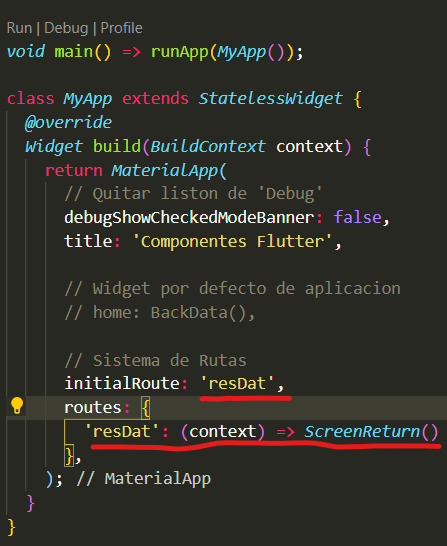 Run | Debug | Profile
void main() => runApp(MyApp());
class MyApp extends StatelessWidget {
@override
Widget build(BuildContext context) {
return MaterialApp(
// Quitar liston de 'Debug'
debugShowCheckedModeBanner: false,
title: 'Componentes Flutter',
// Widget por defecto de aplicacion
// home: BackData(),
// Sistema de Rutas
initialRoute: 'resDat',
routes: {
'resDat': (context) => ScreenReturn()
},
); // MaterialApp
}
}